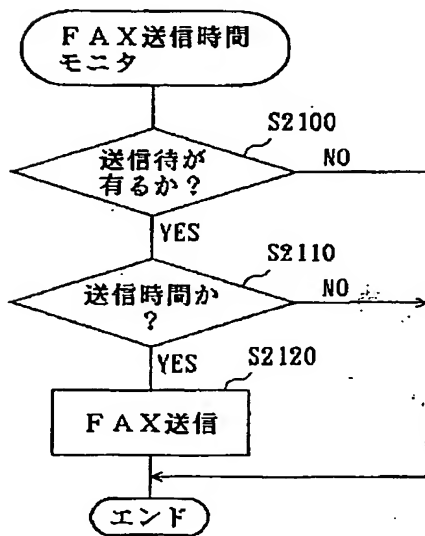 FAX送信時間
モニタ
S2100
送信待が
有るか?
NO
YES
S2110
送信時間か
?
NO
YES
S2120
FAX送信
エンド